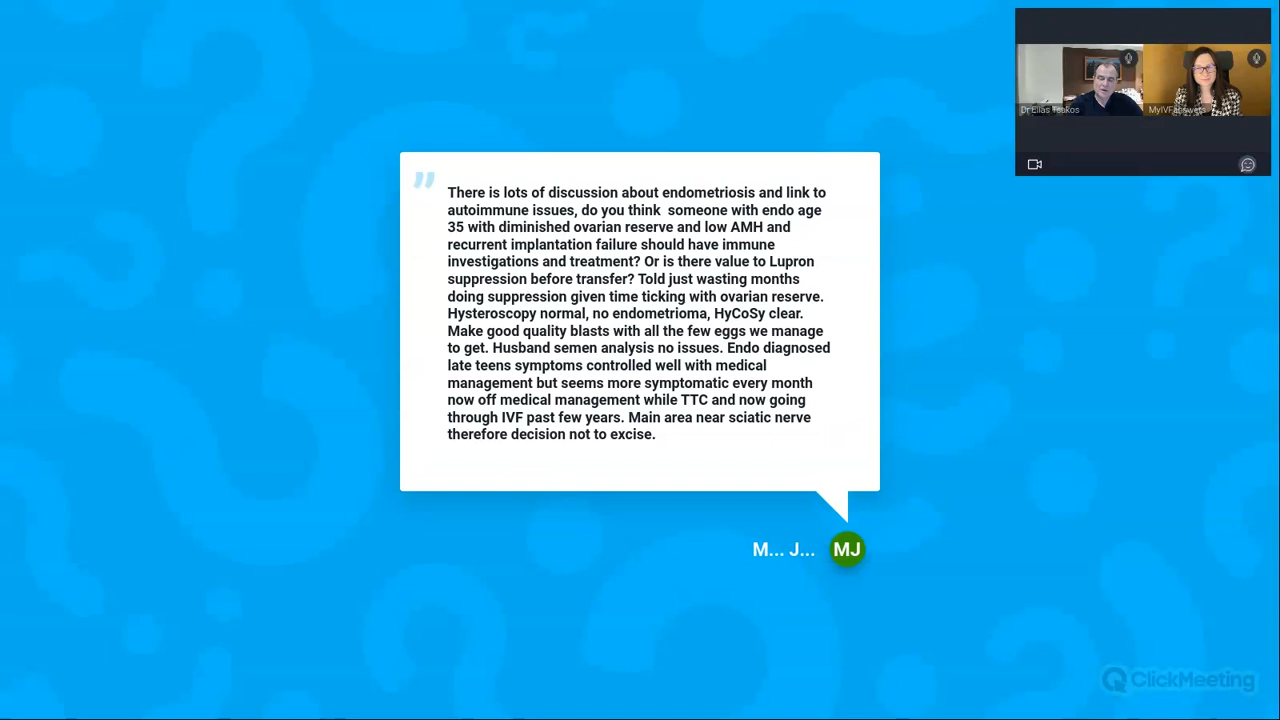 Dr Elias Tsakos
MyIVFanswers
There is lots of discussion about endometriosis and link to
autoimmune issues, do you think  someone with endo age
35 with diminished ovarian reserve and low AMH and
recurrent implantation failure should have immune
investigations and treatment? Or is there value to Lupron
suppression before transfer? Told just wasting months
doing suppression given time ticking with ovarian reserve.
Hysteroscopy normal, no endometrioma, HyCoSy clear.
Make good quality blasts with all the few eggs we manage
to get. Husband semen analysis no issues. Endo diagnosed
late teens symptoms controlled well with medical
management but seems more symptomatic every month
now off medical management while TTC and now going
through IVF past few years. Main area near sciatic nerve
therefore decision not to excise.
M... J... MJ
ClickMeeting